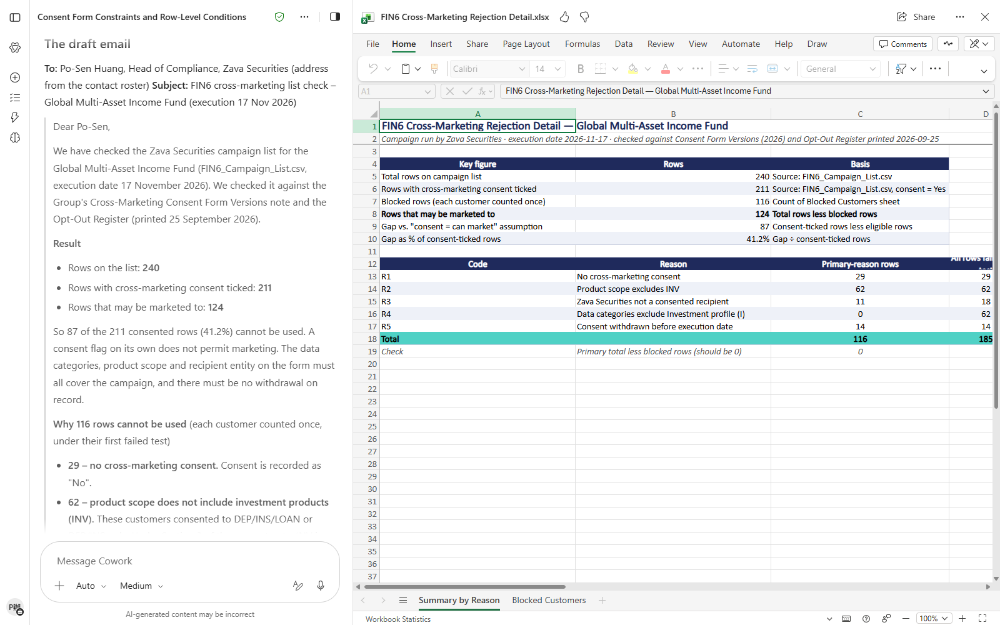 Consent Form Constraints and Row-Level Conditions
The draft email
To: Po-Sen Huang, Head of Compliance, Zava Securities (address
from the contact roster) Subject: FIN6 cross-marketing list check –
Global Multi-Asset Income Fund (execution 17 Nov 2026)
Dear Po-Sen,
We have checked the Zava Securities campaign list for the
Global Multi-Asset Income Fund (FIN6_Campaign_List.csv,
execution date 17 November 2026). We checked it against the
Group's Cross-Marketing Consent Form Versions note and the
Opt-Out Register (printed 25 September 2026).
Result
• Rows on the list: 240
• Rows with cross-marketing consent ticked: 211
• Rows that may be marketed to: 124
So 87 of the 211 consented rows (41.2%) cannot be used. A
consent flag on its own does not permit marketing. The data
categories, product scope and recipient entity on the form must
all cover the campaign, and there must be no withdrawal on
record.
Why 116 rows cannot be used (each customer counted once,
under their first failed test)
• 29 – no cross-marketing consent. Consent is recorded as
"No".
• 62 – product scope does not include investment products
(INV). These customers consented to DEP/INS/LOAN or
Message Cowork
Auto
Medium
AI-generated content may be incorrect
FIN6 Cross-Marketing Rejection Detail.xlsx
Share
File Home Insert Share Page Layout Formulas Data Review View Automate Help Draw
Comments
Calibri 14 B A General
A1 fx FIN6 Cross-Marketing Rejection Detail — Global Multi-Asset Income Fund
A B C D
1 FIN6 Cross-Marketing Rejection Detail — Global Multi-Asset Income Fund
2 Campaign run by Zava Securities · execution date 2026-11-17 · checked against Consent Form Versions (2026) and Opt-Out Register printed 2026-09-25
3
4 Key figure Rows Basis
5 Total rows on campaign list 240 Source: FIN6_Campaign_List.csv
6 Rows with cross-marketing consent ticked 211 Source: FIN6_Campaign_List.csv, consent = Yes
7 Blocked rows (each customer counted once) 116 Count of Blocked Customers sheet
8 Rows that may be marketed to 124 Total rows less blocked rows
9 Gap vs. "consent = can market" assumption 87 Consent-ticked rows less eligible rows
10 Gap as % of consent-ticked rows 41.2% Gap ÷ consent-ticked rows
11
12 Code Reason Primary-reason rows All rows
13 R1 No cross-marketing consent 29 29
14 R2 Product scope excludes INV 62 62
15 R3 Zava Securities not a consented recipient 11 18
16 R4 Data categories exclude Investment profile (I) 0 62
17 R5 Consent withdrawn before execution date 14 14
18 Total 116 185
19 Check Primary total less blocked rows (should be 0) 0
20
21
22
23
24
25
26
27
28
29
30
31
32
33
34
35
36
37
Summary by Reason Blocked Customers
Workbook Statistics
100%